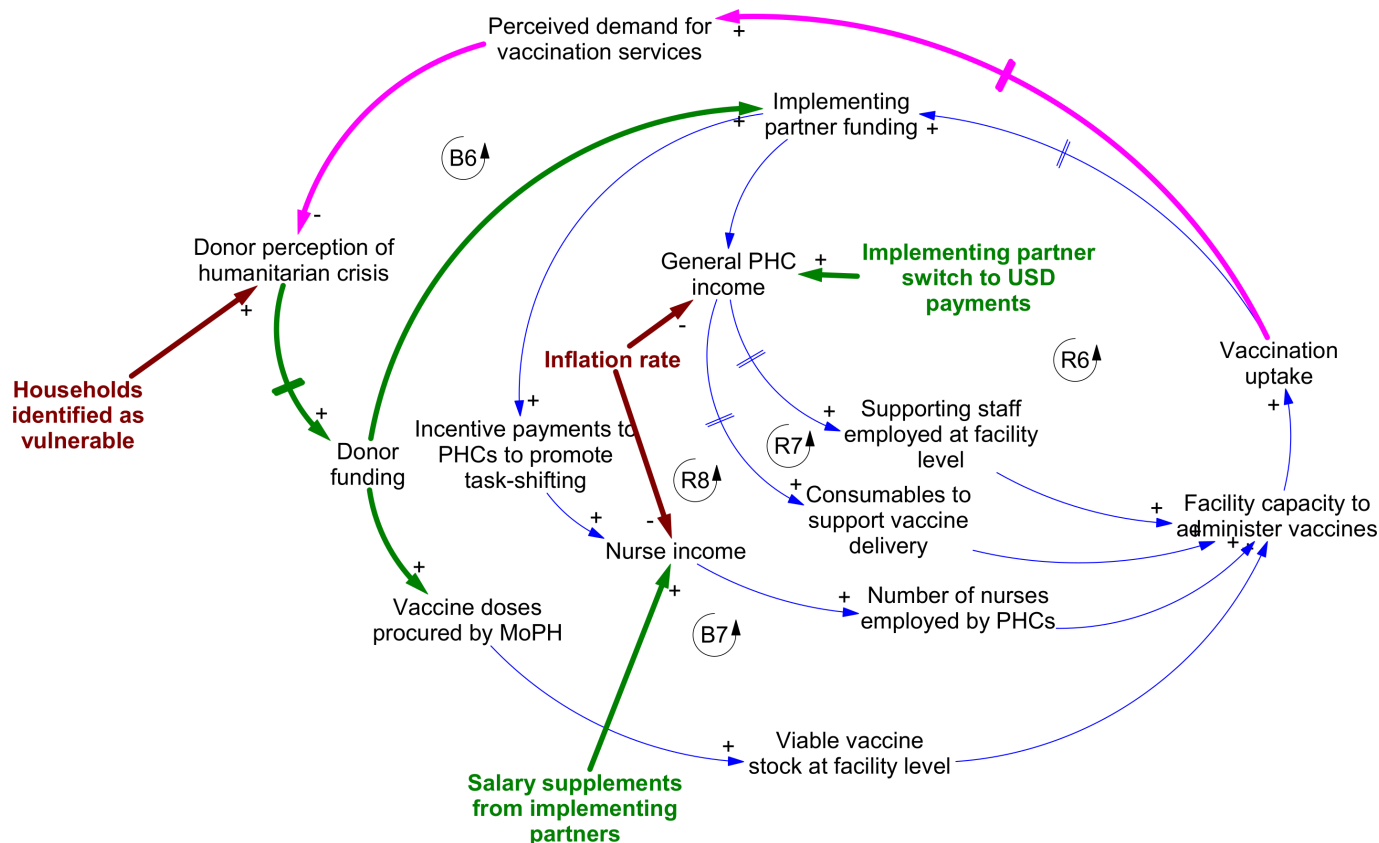 Perceived demand for
vaccination services
+
Implementing
partner funding
+
+
B6
-
Donor perception of
humanitarian crisis
+
General PHC
income
+
-
Implementing partner
switch to USD
payments
Inflation rate
R6
Vaccination
uptake
+
Households
identified as
vulnerable
+
Donor
funding
+
Incentive payments to
PHCs to promote
task-shifting
+
Supporting staff
employed at facility
level
R7
R8
+
Consumables to
support vaccine
delivery
+
Facility capacity to
administer vaccines
+
+
+
-
Nurse income
+
+
Vaccine doses
procured by MoPH
+
Number of nurses
employed by PHCs
B7
+
Viable vaccine
stock at facility level
Salary supplements
from implementing
partners